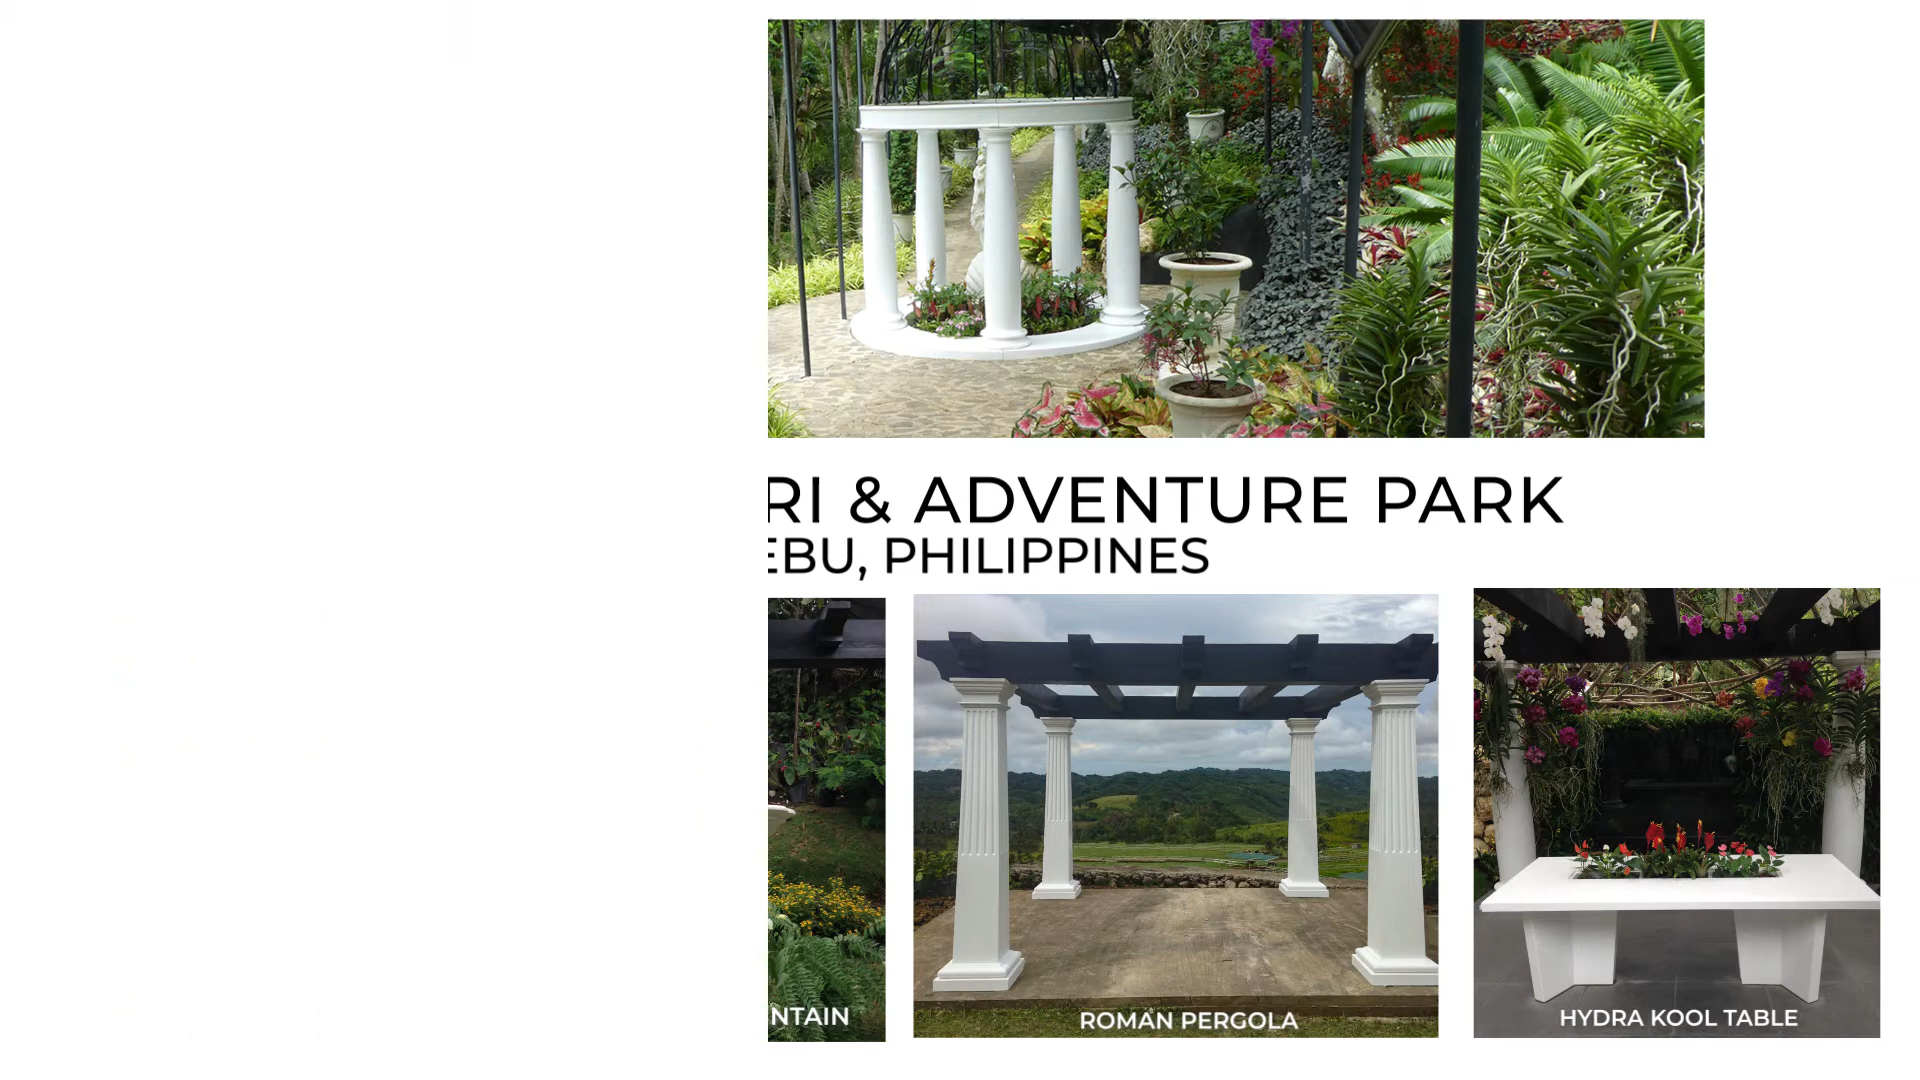 RI & ADVENTURE PARK
EBU, PHILIPPINES
NTAIN
ROMAN PERGOLA
HYDRA KOOL TABLE